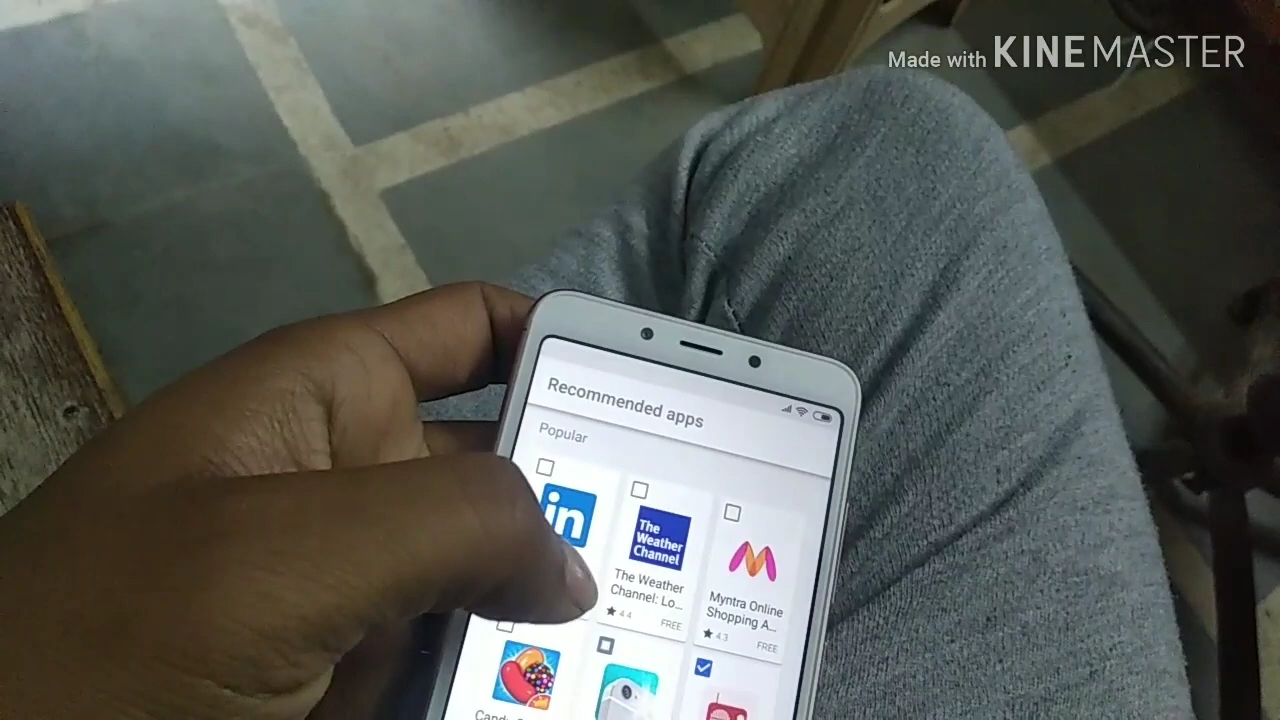 Made with KINEMASTER
Recommended apps
Popular
in
The
Weather
Channel
The Weather
Channel: Lo...
4.4 FREE
Myntra Online
Shopping A...
4.3 FREE